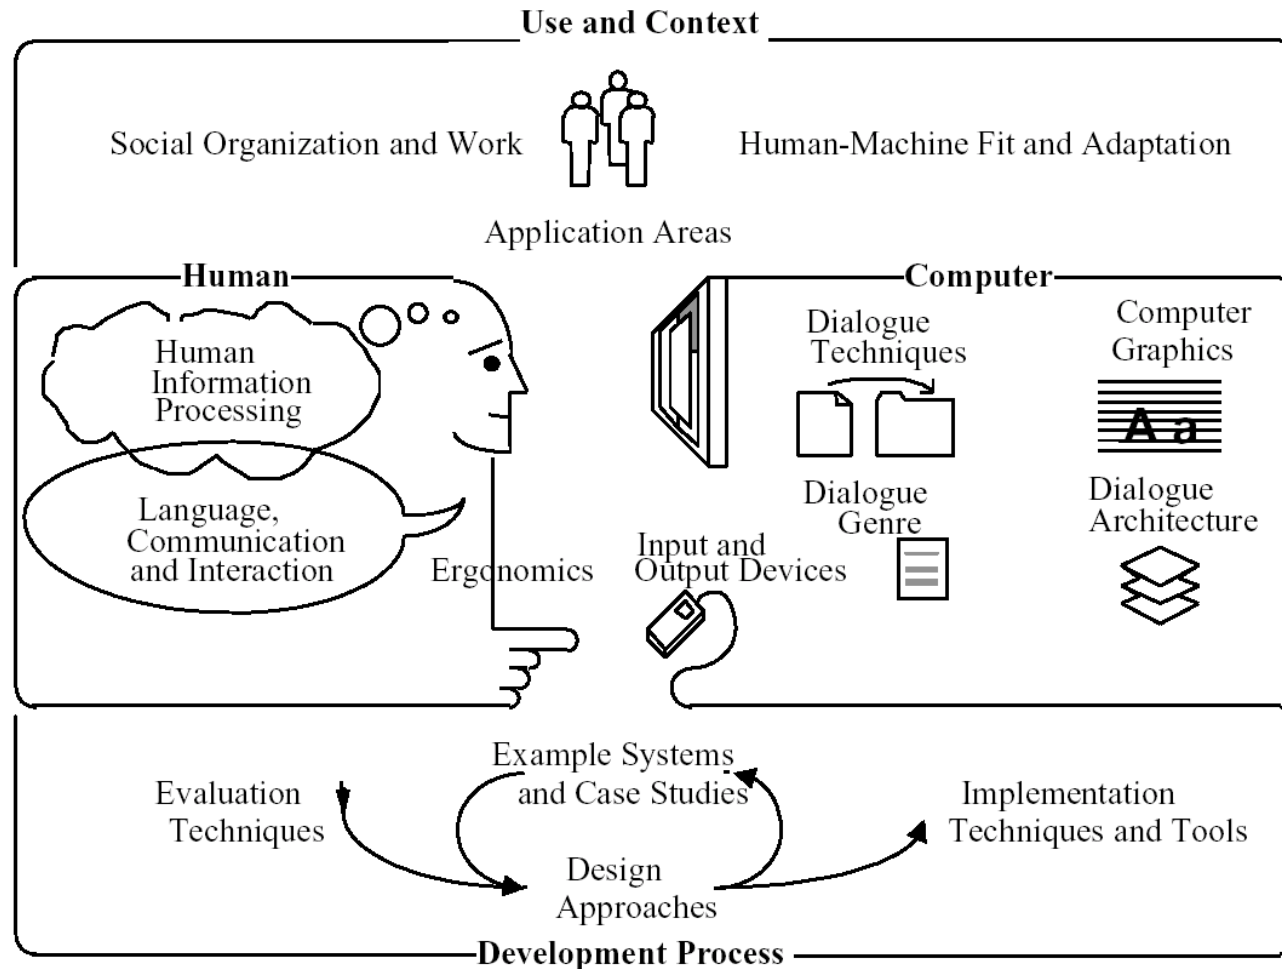 Use and Context
Social Organization and Work
Human-Machine Fit and Adaptation
Application Areas
Human
Computer
Human
Information
Processing
Language,
Communication
and Interaction
Ergonomics
Dialogue
Techniques
Computer
Graphics
A a
Dialogue
Genre
Dialogue
Architecture
Input and
Output Devices
Example Systems
and Case Studies
Evaluation
Techniques
Design
Approaches
Implementation
Techniques and Tools
Development Process